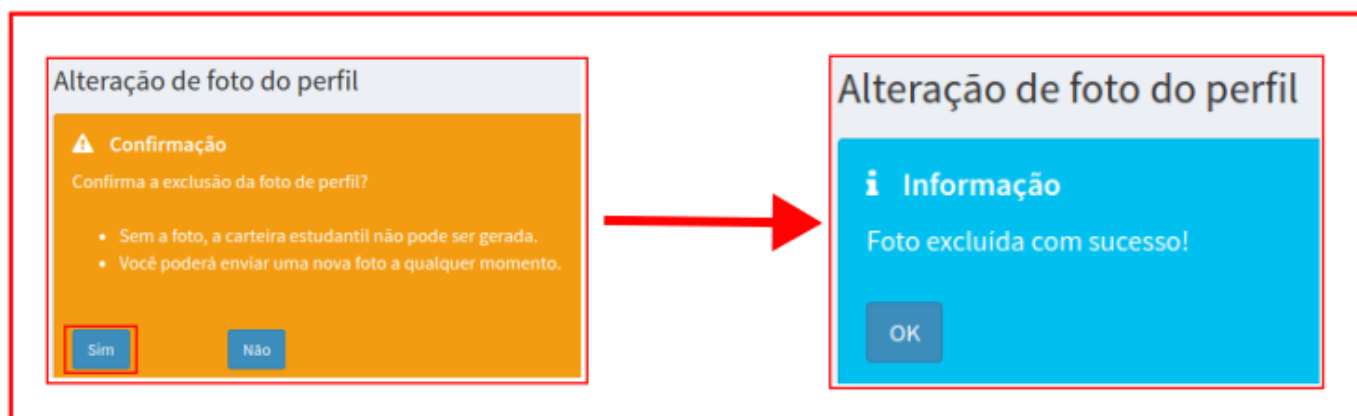 Alteração de foto do perfil
Confirmação
Confirma a exclusão da foto de perfil?
Sem a foto, a carteira estudantil não pode ser gerada.
Você poderá enviar uma nova foto a qualquer momento.
Sim
Não
Alteração de foto do perfil
Informação
Foto excluída com sucesso!
OK